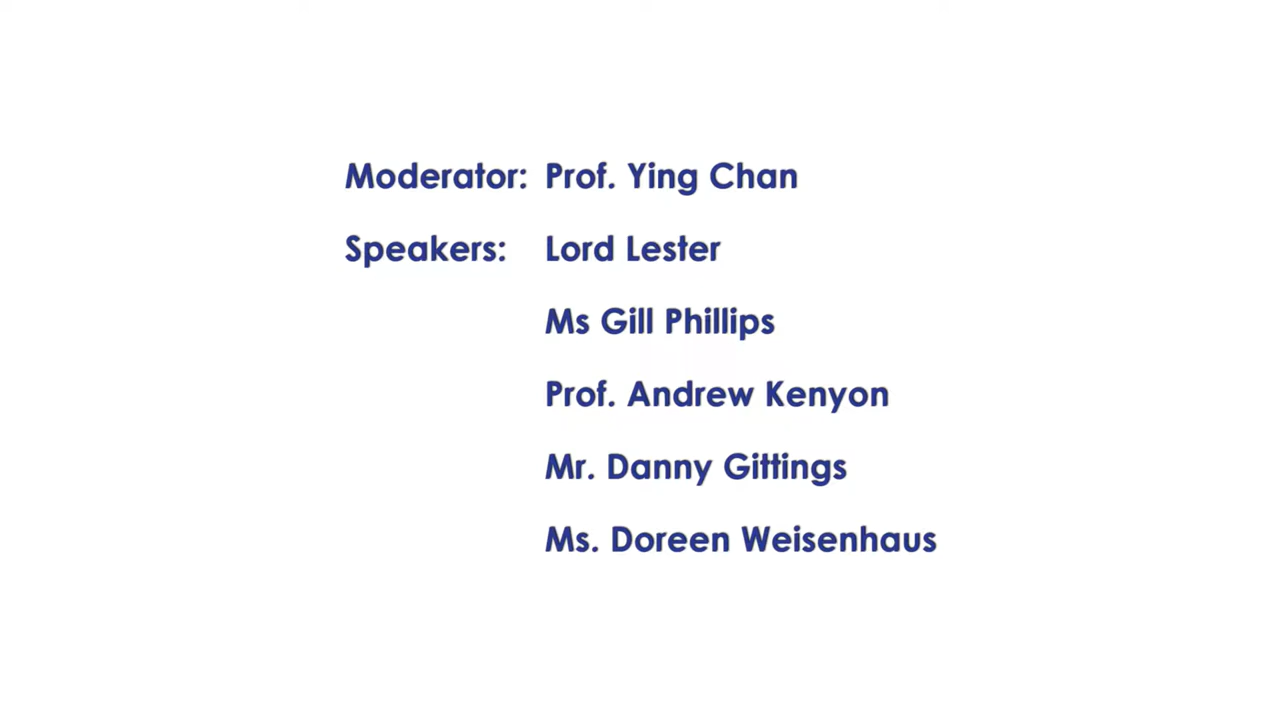 Moderator: Prof. Ying Chan
Speakers: Lord Lester
Ms Gill Phillips
Prof. Andrew Kenyon
Mr. Danny Gittings
Ms. Doreen Weisenhaus